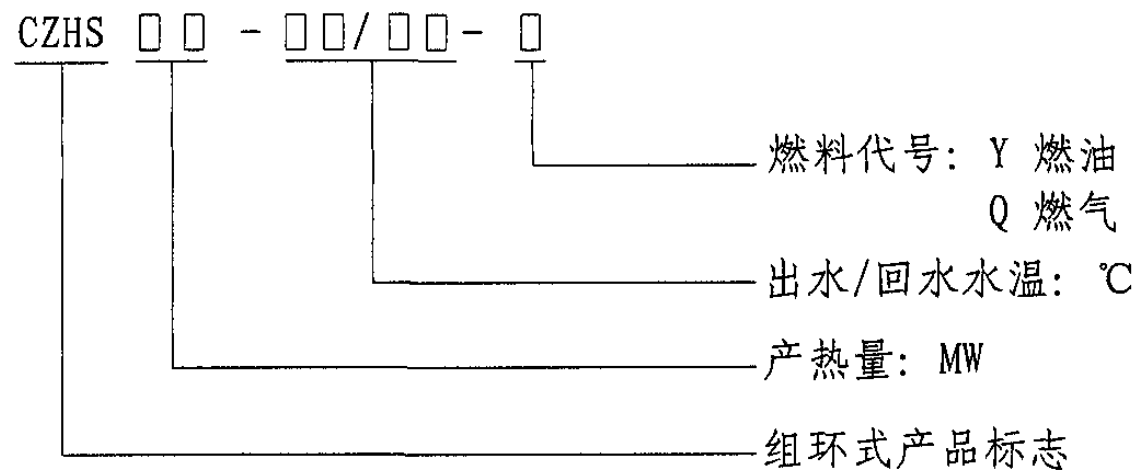 CZHS □□ - □□/□□ - □
燃料代号: Y 燃油
Q 燃气
出水/回水水温: ℃
产热量: MW
组环式产品标志